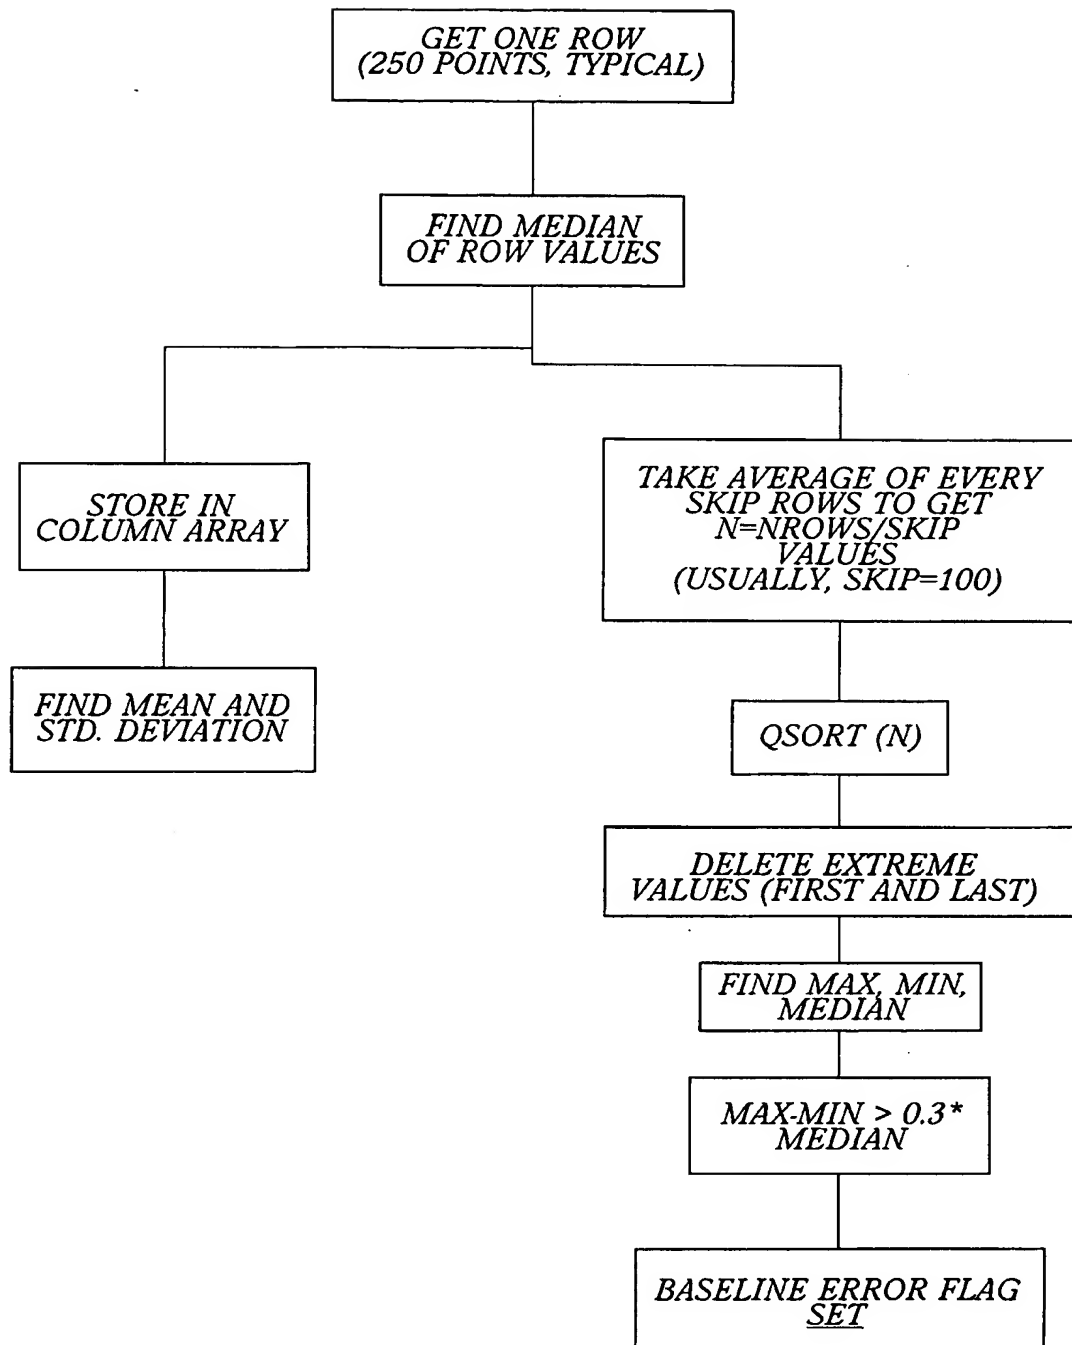 GET ONE ROW
(250 POINTS, TYPICAL)
FIND MEDIAN
OF ROW VALUES
STORE IN
COLUMN ARRAY
FIND MEAN AND
STD. DEVIATION
TAKE AVERAGE OF EVERY
SKIP ROWS TO GET
N=NROWS/SKIP
VALUES
(USUALLY, SKIP=100)
QSORT (N)
DELETE EXTREME
VALUES (FIRST AND LAST)
FIND MAX, MIN,
MEDIAN
MAX-MIN > 0.3*
MEDIAN
BASELINE ERROR FLAG
SET